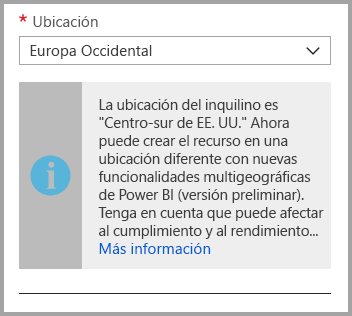 * Ubicación
Europa Occidental
La ubicación del inquilino es
"Centro-sur de EE. UU." Ahora
puede crear el recurso en una
ubicación diferente con nuevas
funcionalidades multigeográficas
de Power BI (versión preliminar).
Tenga en cuenta que puede afectar
al cumplimiento y al rendimiento...
Más información